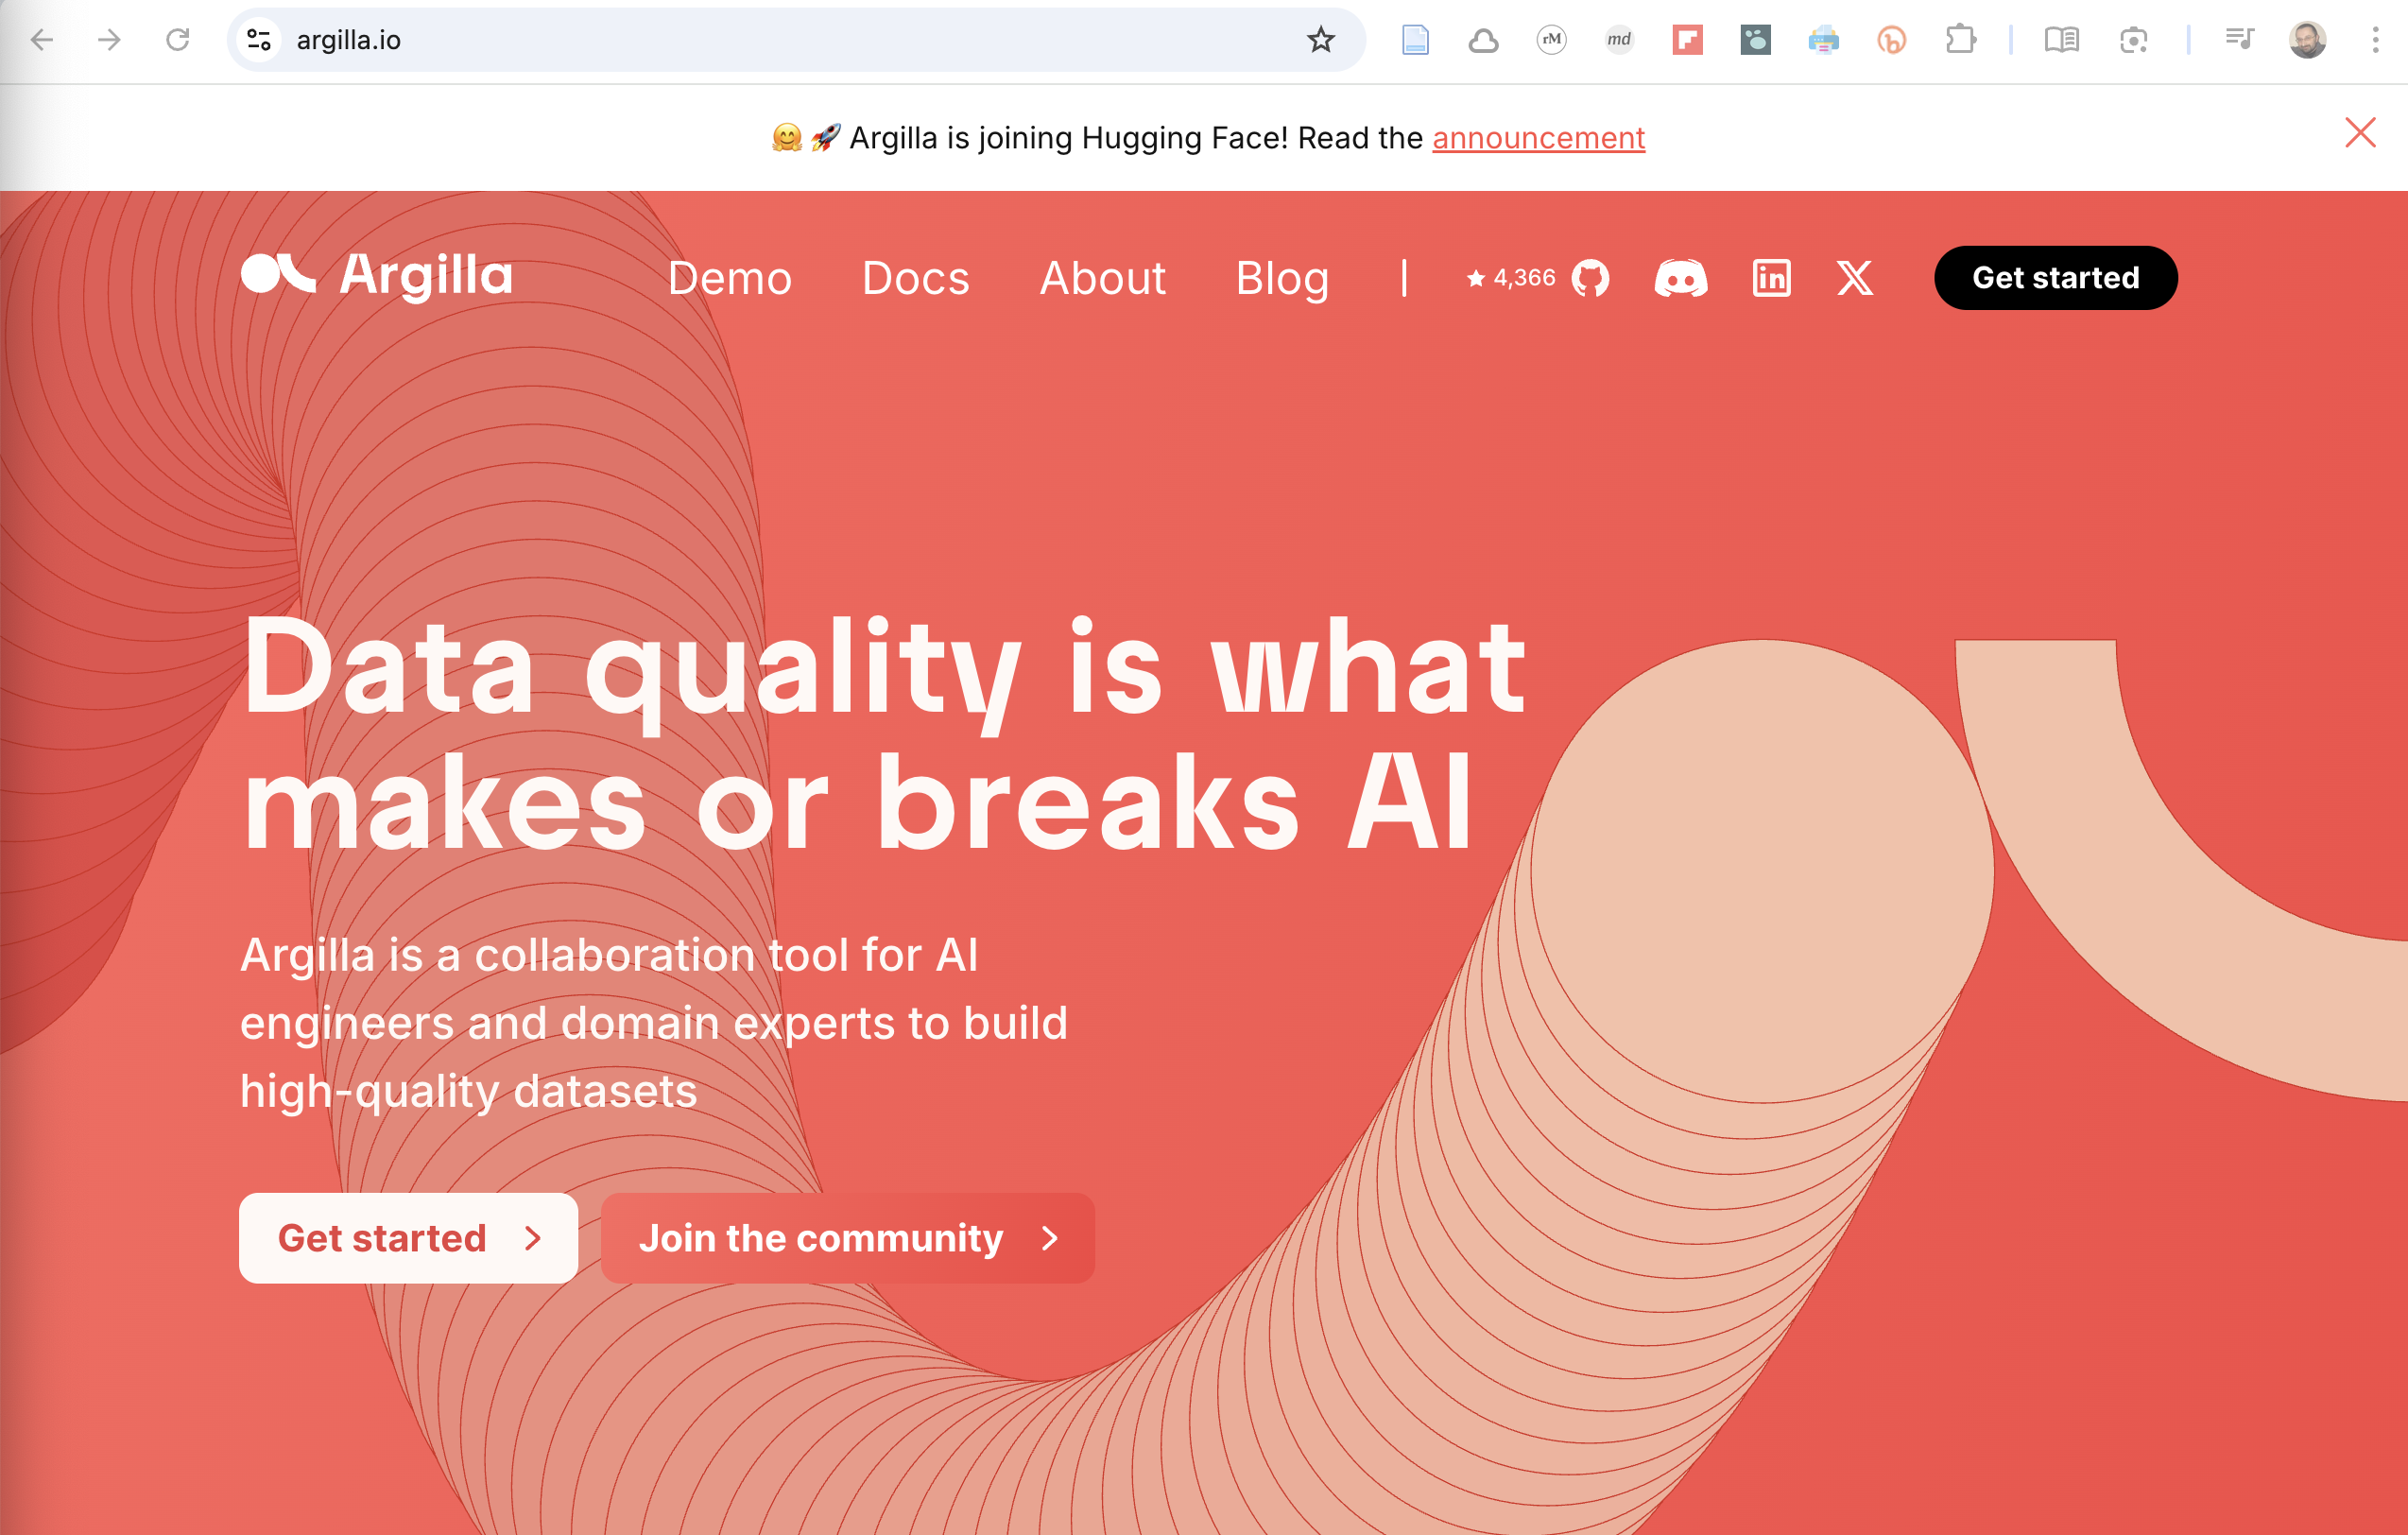 argilla.io
rM
md
🤗 🚀 Argilla is joining Hugging Face! Read the announcement
Argilla
Demo Docs About Blog | ★ 4,366 Get started
Data quality is what
makes or breaks AI
Argilla is a collaboration tool for AI
engineers and domain experts to build
high-quality datasets
Get started >
Join the community >